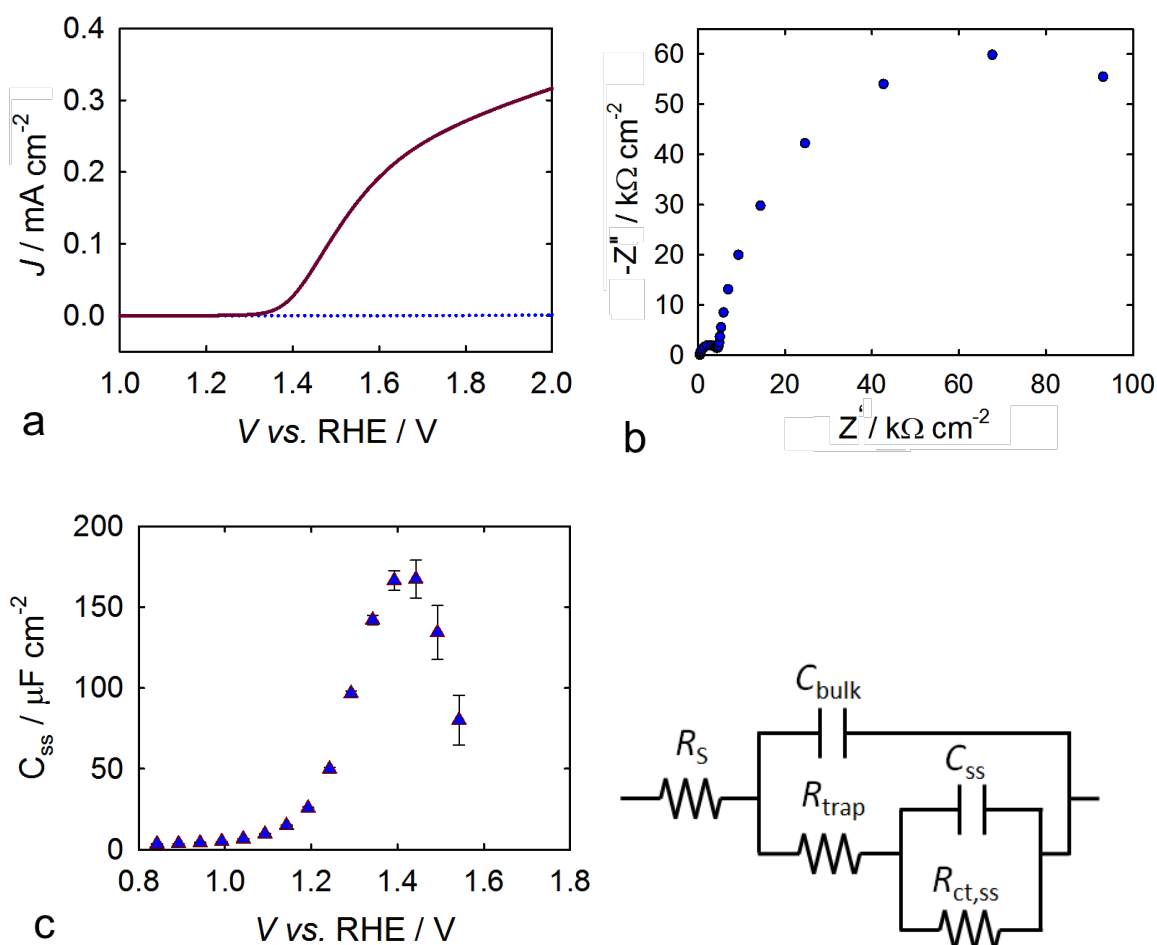 0.4
0.3
0.2
0.1
0.0
J / mA cm-2
1.0 1.2 1.4 1.6 1.8 2.0
V vs. RHE / V
a
60
50
40
30
20
10
0
-Z" / kΩ cm-2
0 20 40 60 80 100
Z‘ / kΩ cm-2
b
200
150
100
50
0
Css / μF cm-2
0.8 1.0 1.2 1.4 1.6 1.8
V vs. RHE / V
c
Cbulk
RS
Css
Rtrap
Rct,ss